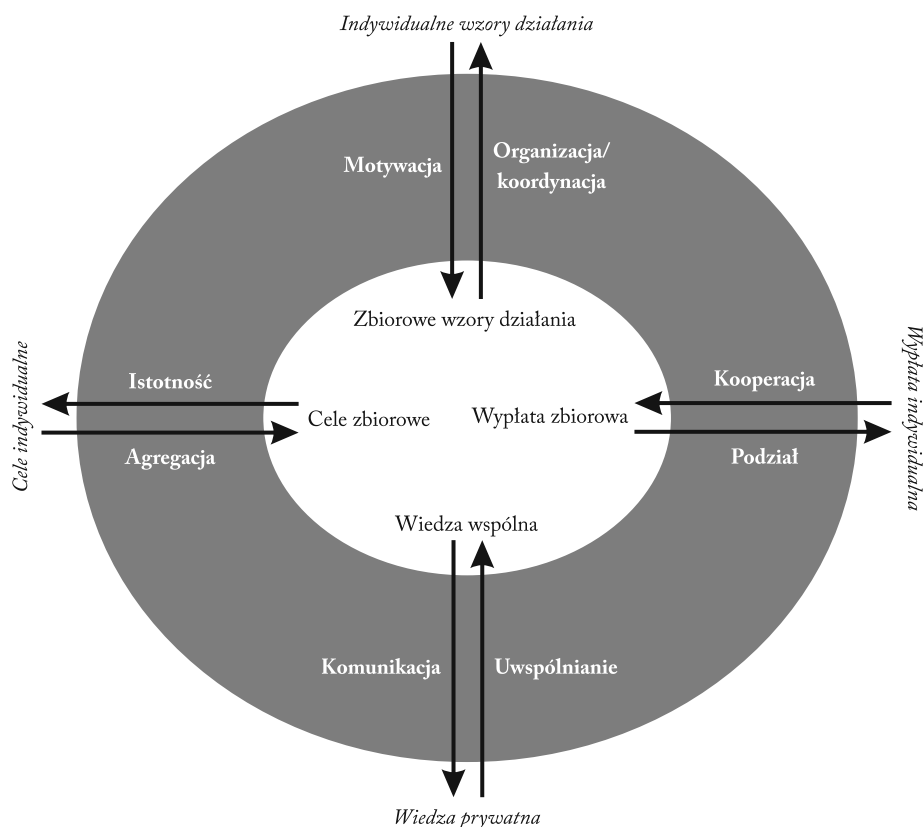 Indywidualne wzory działania
Motywacja
Organizacja/
koordynacja
Zbiorowe wzory działania
Cele indywidualne
Istotność
Agregacja
Cele zbiorowe
Wypłata zbiorowa
Kooperacja
Podział
Wypłata indywidualna
Wiedza wspólna
Komunikacja
Uwspólnianie
Wiedza prywatna